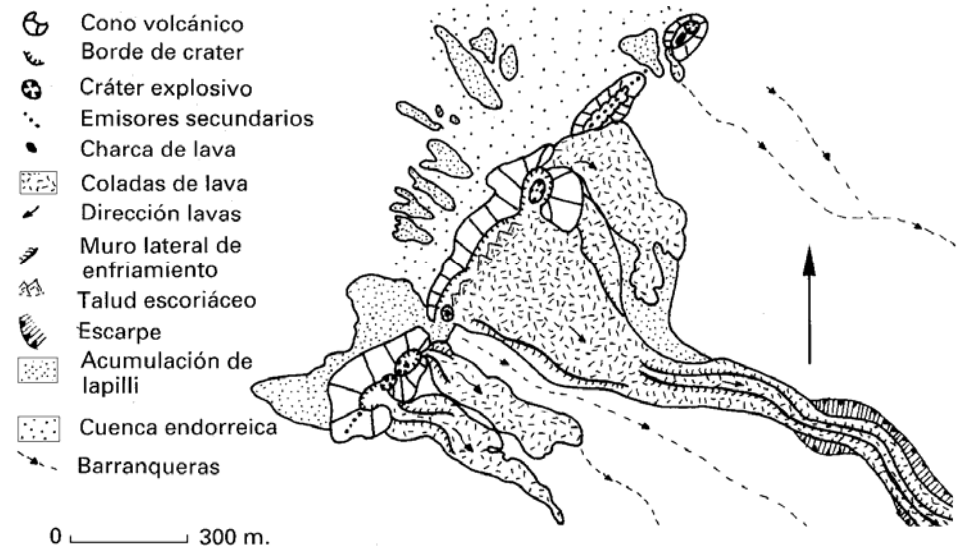 Cono volcánico
Borde de crater
Cráter explosivo
Emisores secundarios
Charca de lava
Coladas de lava
Dirección lavas
Muro lateral de
enfriamiento
Talud escoriáceo
Escarpe
Acumulación de
lapilli
Cuenca endorreica
Barranqueras
0 300 m.